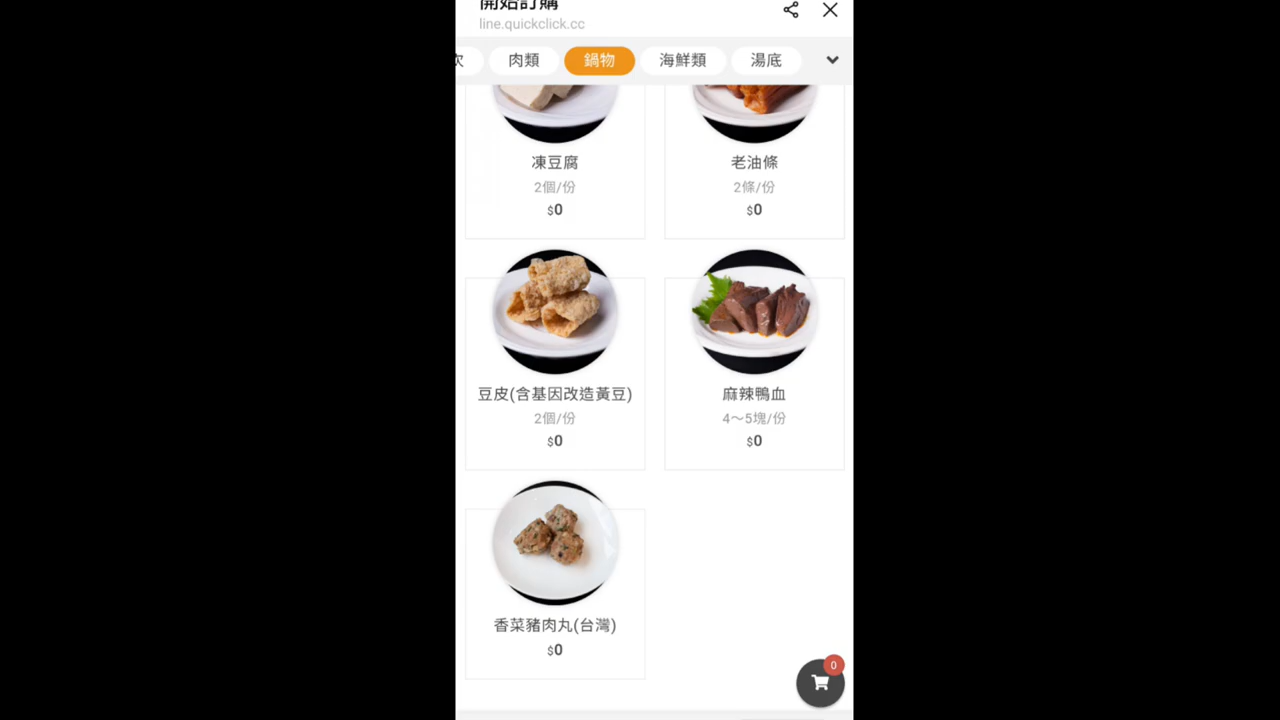 開始訂購
line.quickclick.cc
肉類
鍋物
海鮮類
湯底
凍豆腐
2個/份
$0
老油條
2條/份
$0
豆皮(含基因改造黃豆)
2個/份
$0
麻辣鴨血
4～5塊/份
$0
香菜豬肉丸(台灣)
$0
0